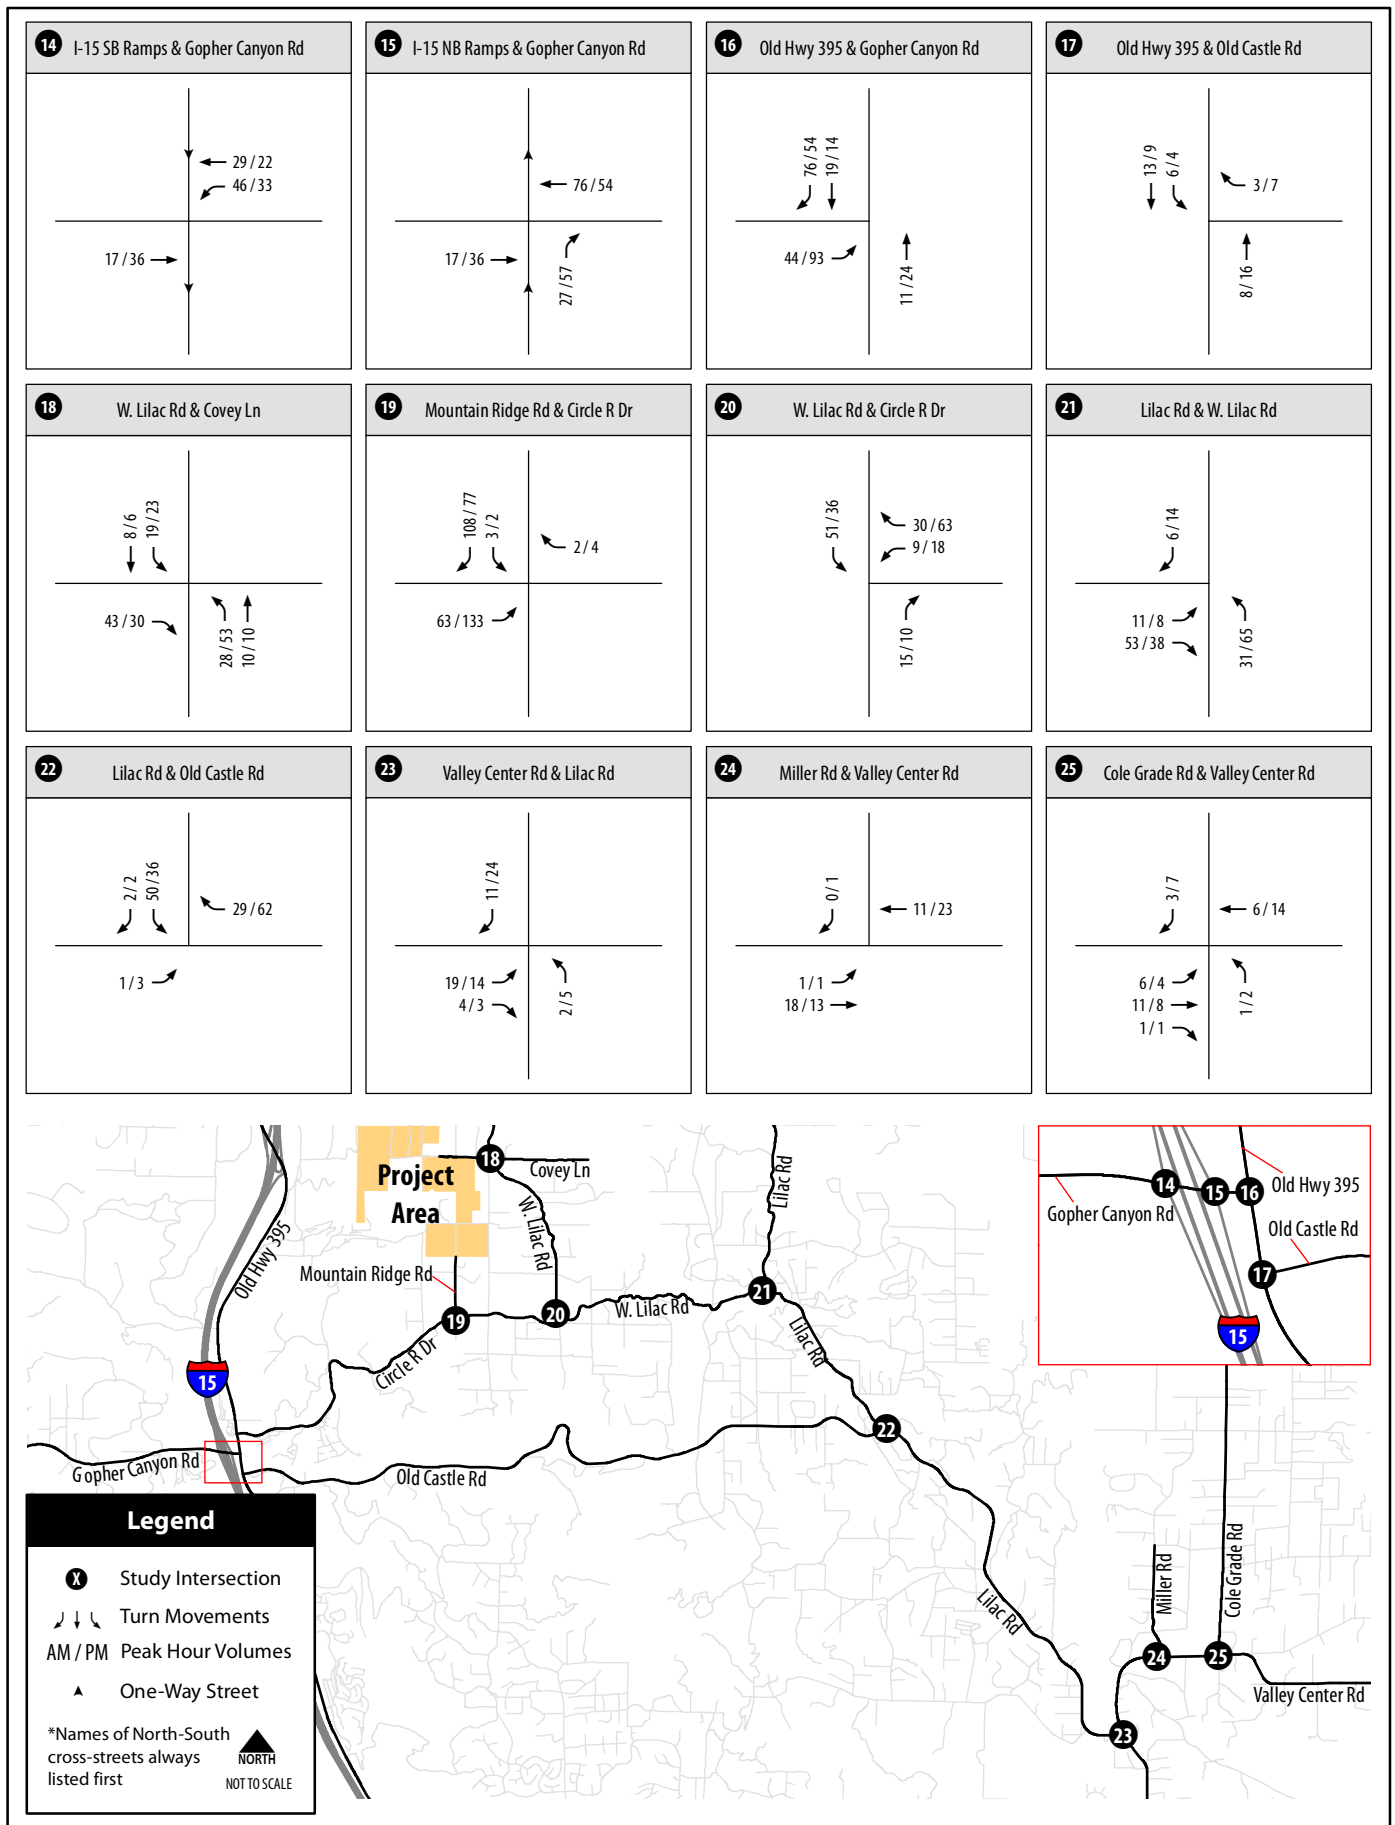 14 I-15 SB Ramps & Gopher Canyon Rd
29 / 22
46 / 33
17 / 36
15 I-15 NB Ramps & Gopher Canyon Rd
76 / 54
17 / 36
27 / 57
16 Old Hwy 395 & Gopher Canyon Rd
76 / 54
19 / 14
44 / 93
11 / 24
17 Old Hwy 395 & Old Castle Rd
13 / 9
6 / 4
3 / 7
8 / 16
18 W. Lilac Rd & Covey Ln
8 / 6
19 / 23
43 / 30
28 / 53
10 / 10
19 Mountain Ridge Rd & Circle R Dr
108 / 77
3 / 2
2 / 4
63 / 133
20 W. Lilac Rd & Circle R Dr
51 / 36
30 / 63
9 / 18
15 / 10
21 Lilac Rd & W. Lilac Rd
6 / 14
11 / 8
53 / 38
31 / 65
22 Lilac Rd & Old Castle Rd
2 / 2
50 / 36
29 / 62
1 / 3
23 Valley Center Rd & Lilac Rd
11 / 24
19 / 14
4 / 3
2 / 5
24 Miller Rd & Valley Center Rd
0 / 1
11 / 23
1 / 1
18 / 13
25 Cole Grade Rd & Valley Center Rd
3 / 7
6 / 14
6 / 4
11 / 8
1 / 1
1 / 2
Project
Area
18
Covey Ln
W. Lilac Rd
Lilac Rd
Old Hwy 395
Mountain Ridge Rd
19
20
W. Lilac Rd
21
Lilac Rd
Circle R Dr
15
22
Gopher Canyon Rd
Old Castle Rd
14
15
16
Old Hwy 395
Gopher Canyon Rd
Old Castle Rd
17
15
Lilac Rd
Miller Rd
Cole Grade Rd
24
25
Valley Center Rd
23
Legend
X Study Intersection
Turn Movements
AM / PM Peak Hour Volumes
One-Way Street
*Names of North-South
cross-streets always
listed first
NORTH
NOT TO SCALE